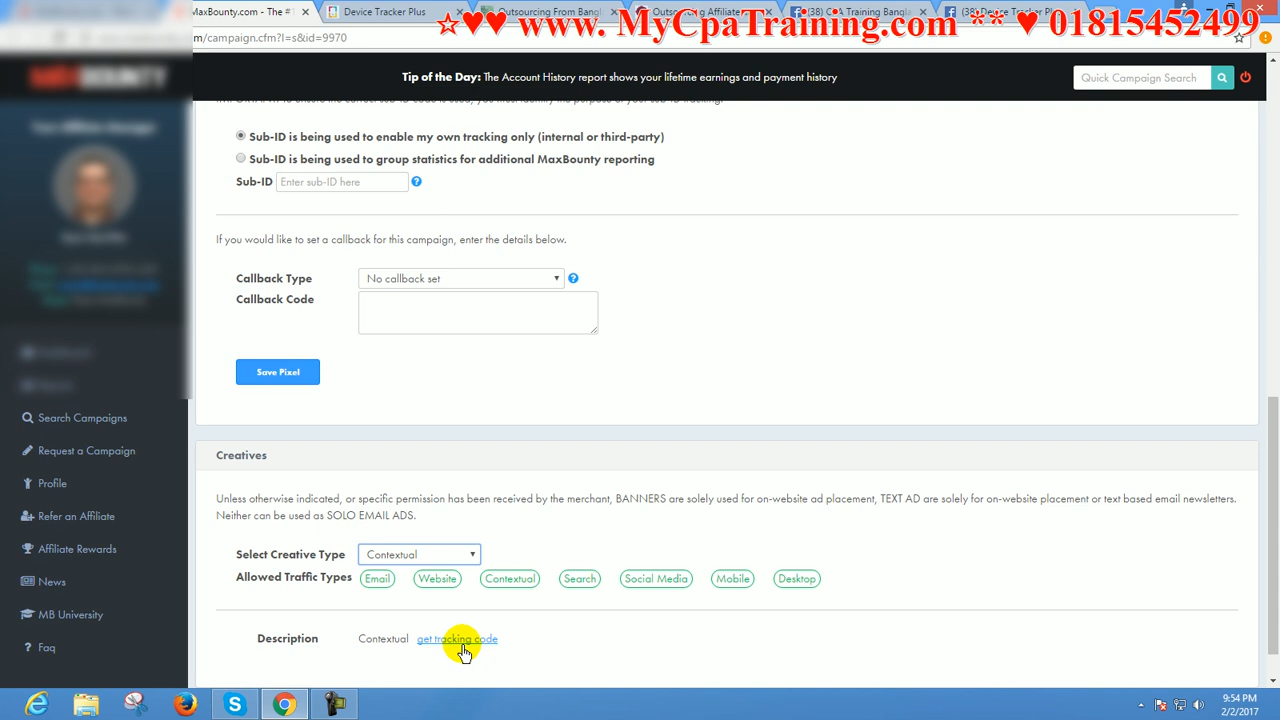 MaxBounty.com - The #1
Device Tracker Plus
Outsourcing From Bangl
(38) CPA Training Bangla
☆♥♥ www. MyCpaTraining.com ** ♥ 01815452499
m/campaign.cfm?l=s&id=9970
Tip of the Day: The Account History report shows your lifetime earnings and payment history
Quick Campaign Search
Sub-ID is being used to enable my own tracking only (internal or third-party)
Sub-ID is being used to group statistics for additional MaxBounty reporting
Sub-ID Enter sub-ID here
If you would like to set a callback for this campaign, enter the details below.
Callback Type No callback set
Callback Code
Save Pixel
Search Campaigns
Request a Campaign
Profile
Refer an Affiliate
Affiliate Rewards
News
MB University
Faq
Creatives
Unless otherwise indicated, or specific permission has been received by the merchant, BANNERS are solely used for on-website ad placement, TEXT AD are solely for on-website placement or text based email newsletters.
Neither can be used as SOLO EMAIL ADS.
Select Creative Type Contextual
Allowed Traffic Types Email Website Contextual Search Social Media Mobile Desktop
Description Contextual get tracking code
9:54 PM
2/2/2017